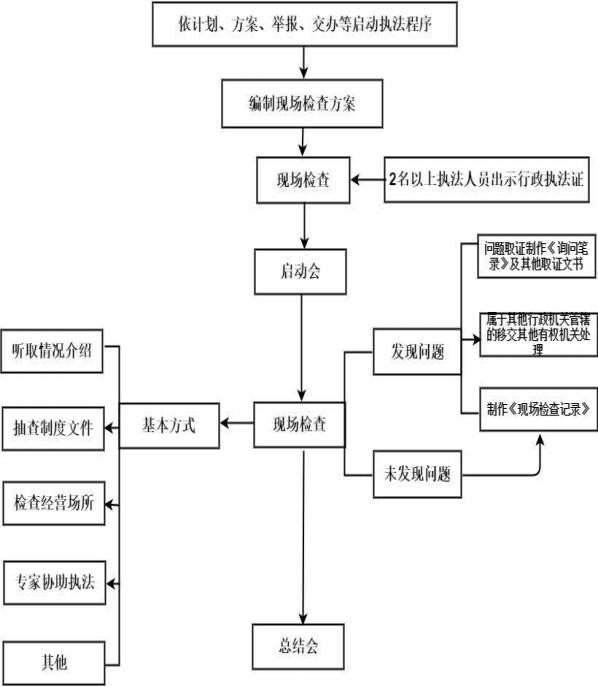 依计划、方案、举报、交办等启动执法程序
编制现场检查方案
现场检查
2名以上执法人员出示行政执法证
启动会
问题取证制作《询问笔
录》及其他取证文书
属于其他行政机关管辖
的移交其他有权机关处
理
听取情况介绍
发现问题
抽查制度文件
基本方式
现场检查
制作《现场检查记录》
未发现问题
检查经营场所
专家协助执法
总结会
其他